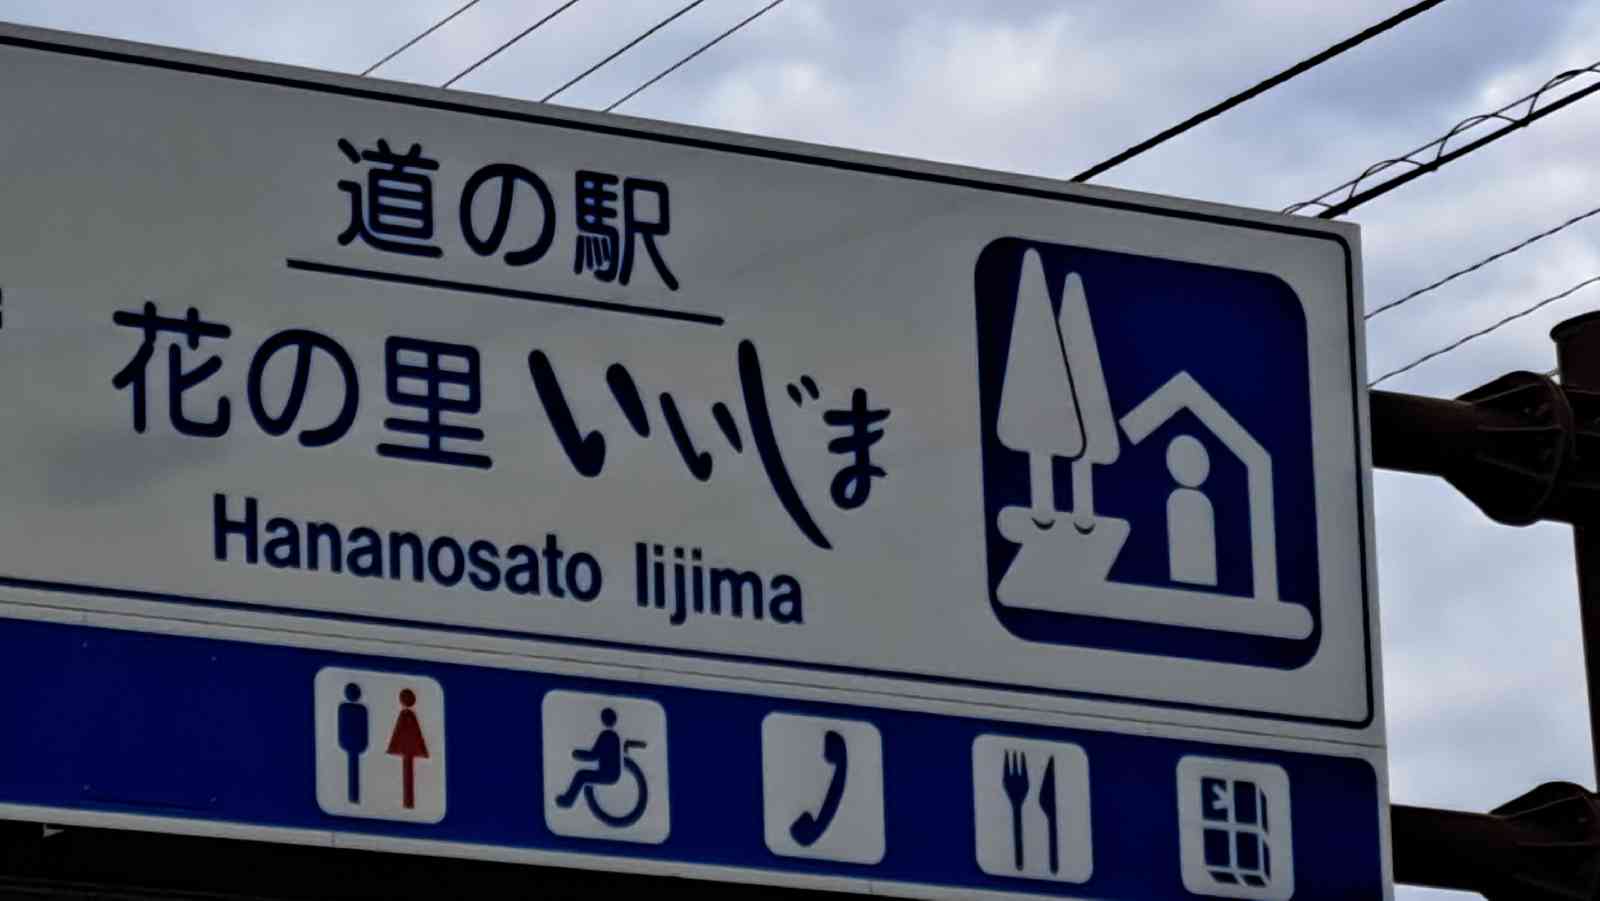 道の駅
花の里いいじま
Hananosato Iijima